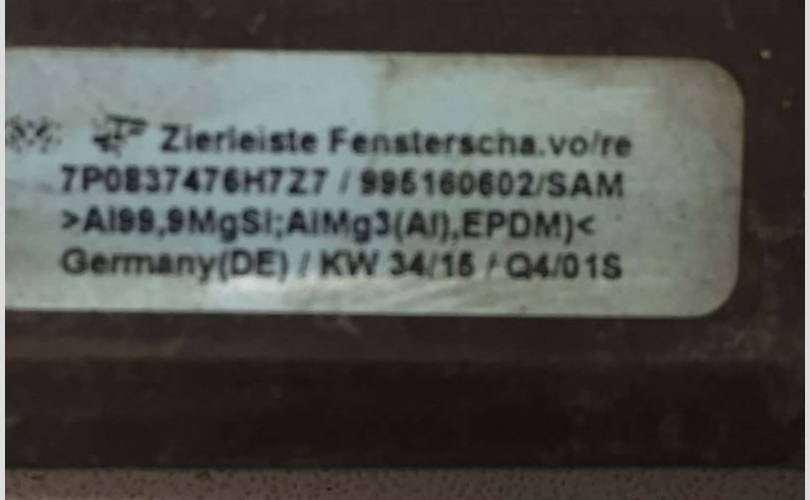 Zierleiste Fensterscha.vo/re
7P0837476H7Z7 / 995160602/SAM
>Al99,9MgSi;AlMg3(Al),EPDM)<
Germany(DE) / KW 34/15 / Q4/01S